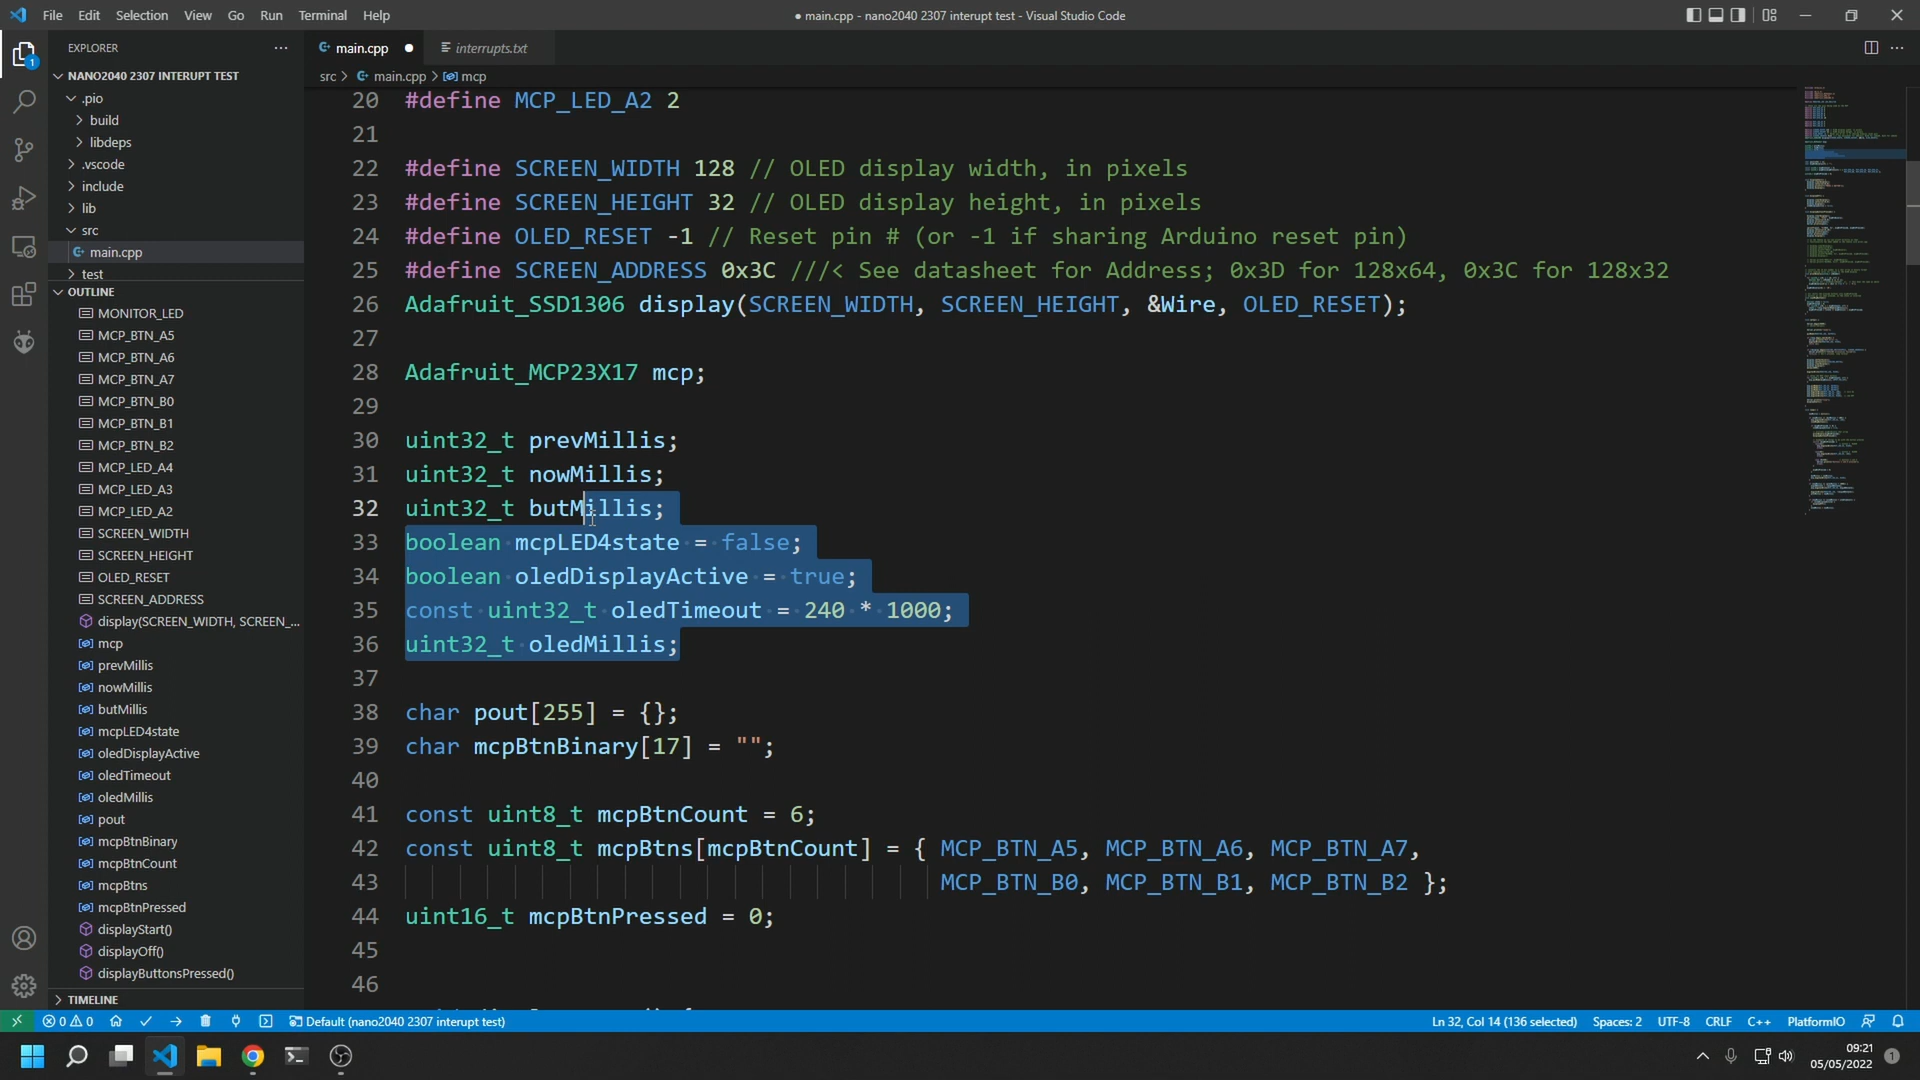 File Edit Selection View Go Run Terminal Help
● main.cpp - nano2040 2307 interupt test - Visual Studio Code
EXPLORER
NANO2040 2307 INTERUPT TEST
.pio
build
libdeps
.vscode
include
lib
src
main.cpp
test
OUTLINE
MONITOR_LED
MCP_BTN_A5
MCP_BTN_A6
MCP_BTN_A7
MCP_BTN_B0
MCP_BTN_B1
MCP_BTN_B2
MCP_LED_A4
MCP_LED_A3
MCP_LED_A2
SCREEN_WIDTH
SCREEN_HEIGHT
OLED_RESET
SCREEN_ADDRESS
display(SCREEN_WIDTH, SCREEN_...
mcp
prevMillis
nowMillis
butMillis
mcpLED4state
oledDisplayActive
oledTimeout
oledMillis
pout
mcpBtnBinary
mcpBtnCount
mcpBtns
mcpBtnPressed
displayStart()
displayOff()
displayButtonsPressed()
TIMELINE
main.cpp ● interrupts.txt
src > main.cpp > mcp
20 #define MCP_LED_A2 2
21
22 #define SCREEN_WIDTH 128 // OLED display width, in pixels
23 #define SCREEN_HEIGHT 32 // OLED display height, in pixels
24 #define OLED_RESET -1 // Reset pin # (or -1 if sharing Arduino reset pin)
25 #define SCREEN_ADDRESS 0x3C ///< See datasheet for Address; 0x3D for 128x64, 0x3C for 128x32
26 Adafruit_SSD1306 display(SCREEN_WIDTH, SCREEN_HEIGHT, &Wire, OLED_RESET);
27
28 Adafruit_MCP23X17 mcp;
29
30 uint32_t prevMillis;
31 uint32_t nowMillis;
32 uint32_t butMillis;
33 boolean mcpLED4state = false;
34 boolean oledDisplayActive = true;
35 const uint32_t oledTimeout = 240 * 1000;
36 uint32_t oledMillis;
37
38 char pout[255] = {};
39 char mcpBtnBinary[17] = "";
40
41 const uint8_t mcpBtnCount = 6;
42 const uint8_t mcpBtns[mcpBtnCount] = { MCP_BTN_A5, MCP_BTN_A6, MCP_BTN_A7,
43 MCP_BTN_B0, MCP_BTN_B1, MCP_BTN_B2 };
44 uint16_t mcpBtnPressed = 0;
45
46
0 0 Default (nano2040 2307 interupt test) Ln 32, Col 14 (136 selected) Spaces: 2 UTF-8 CRLF C++ PlatformIO
09:21
05/05/2022
1